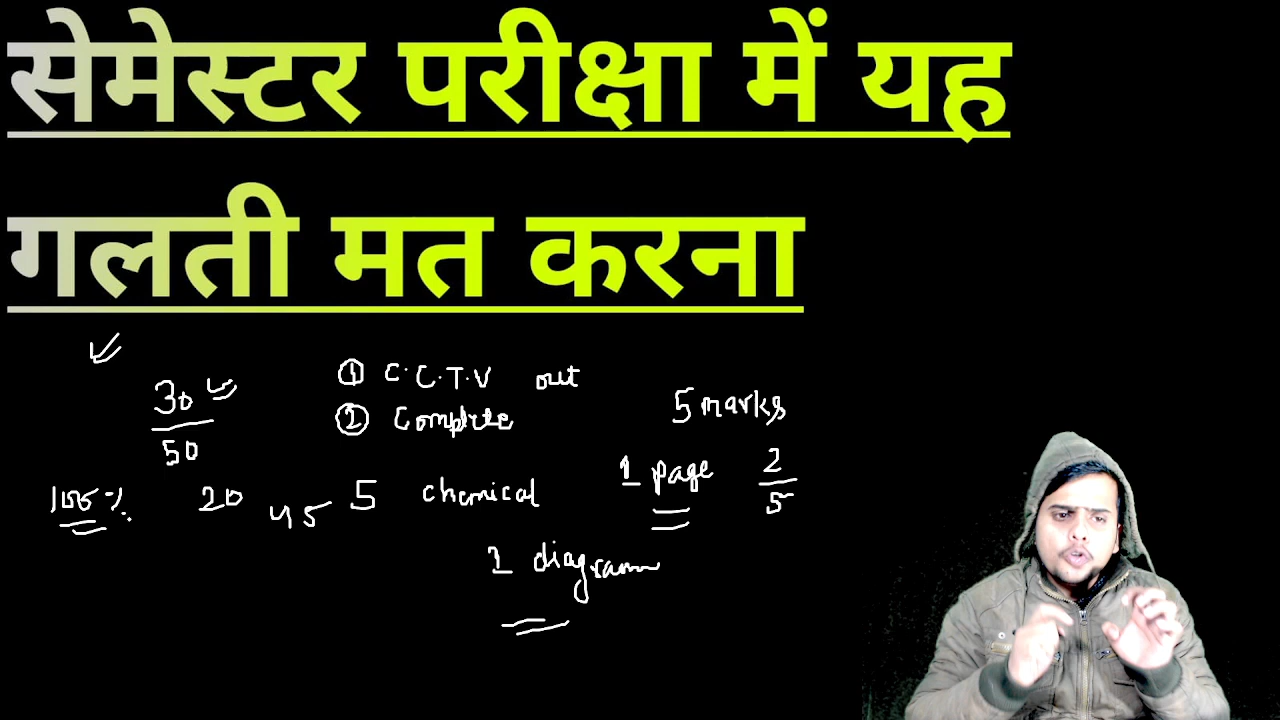 सेमेस्टर परीक्षा में यह
गलती मत करना
30
50
① C.C.T.V out
② Complete
5 marks
100%
20
45
5 chemical
1 page
2
5
1 diagram